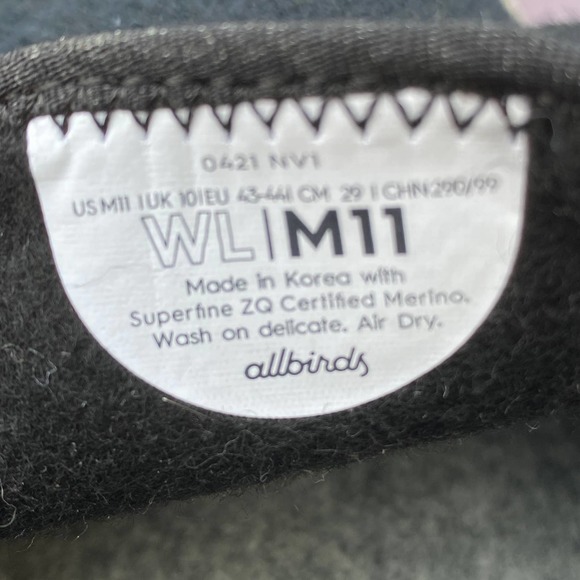 0421 NV1
US M11 | UK 10 | EU 43-44 | CM 29 | CHN 290/99
WL | M11
Made in Korea with
Superfine ZQ Certified Merino.
Wash on delicate. Air Dry.
allbirds